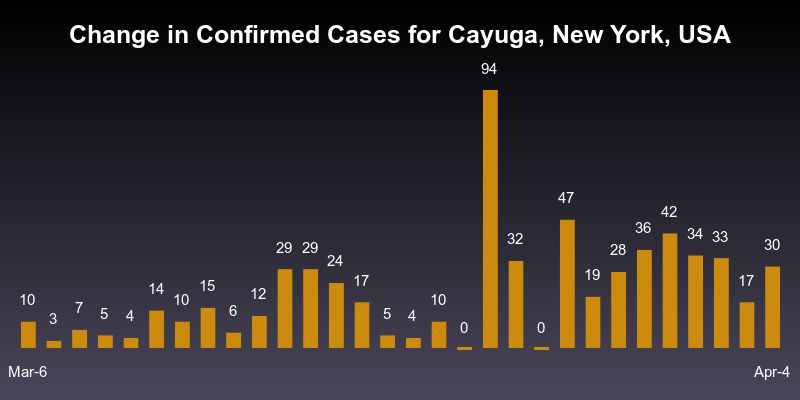 Change in Confirmed Cases for Cayuga, New York, USA
10 3 7 5 4 14 10 15 6 12 29 29 24 17 5 4 10 0 94 32 0 47 19 28 36 42 34 33 17 30
Mar-6 Apr-4